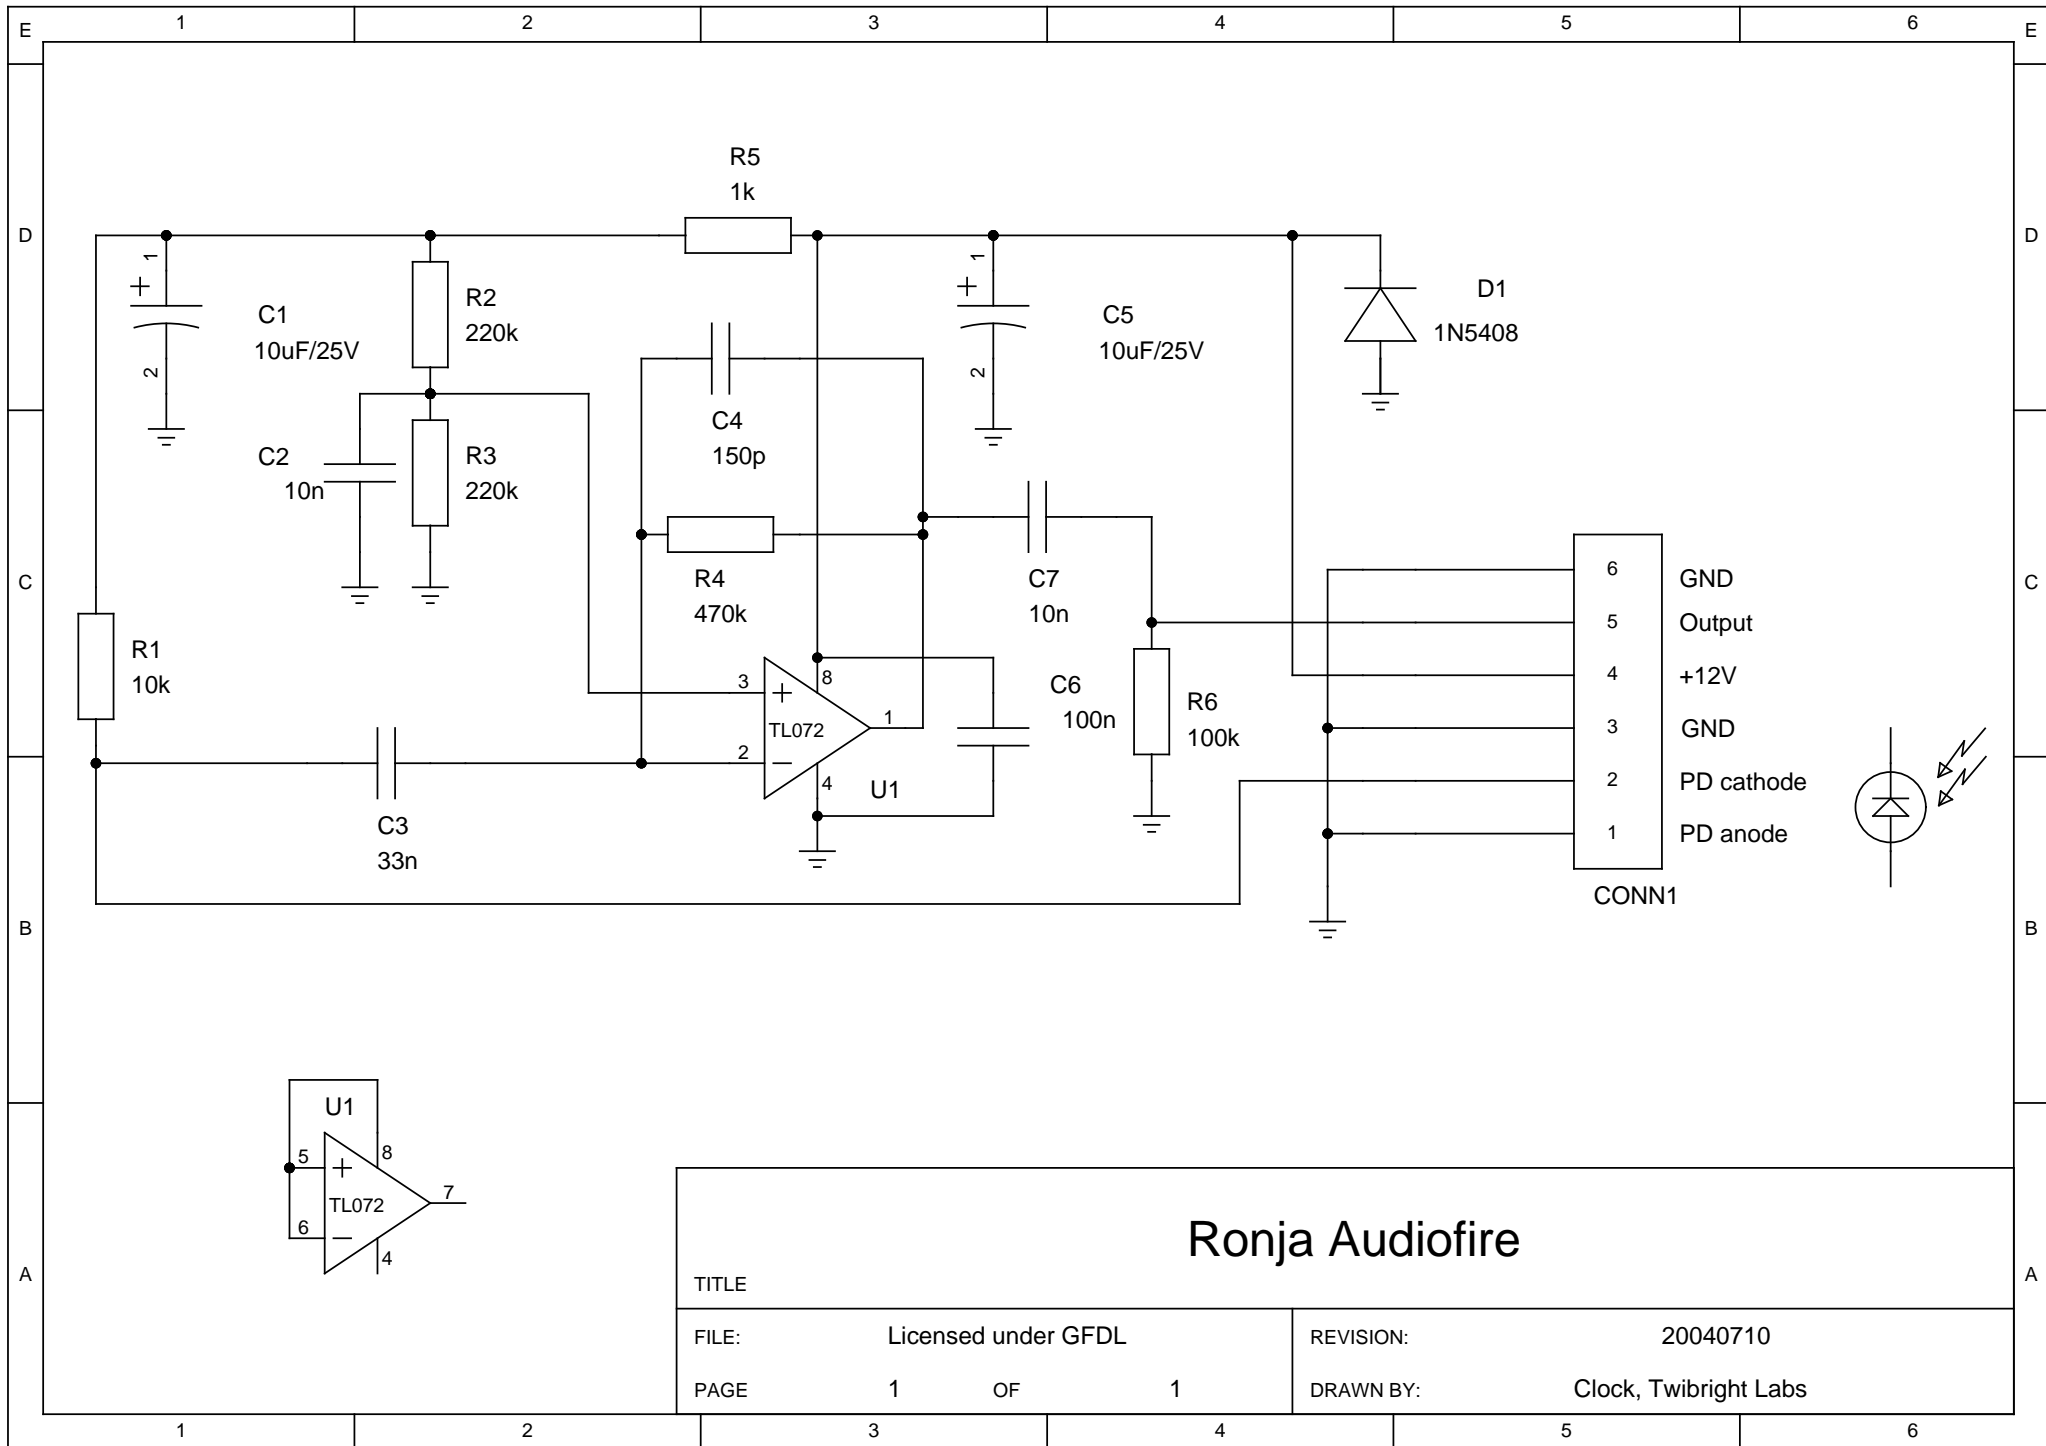 1 2 3 4 5 6
E E
D D
C C
B B
A A
R5
1k
1
+
2
C1
10uF/25V
R2
220k
1
+
2
C5
10uF/25V
D1
1N5408
C4
150p
C2
10n
R3
220k
R4
470k
C7
10n
R1
10k
3
+
8
TL072
1
2
−
4
U1
C6
100n
R6
100k
C3
33n
6 GND
5 Output
4 +12V
3 GND
2 PD cathode
1 PD anode
CONN1
U1
5
+
8
TL072
7
6
−
4
Ronja Audiofire
TITLE
FILE: Licensed under GFDL
REVISION: 20040710
PAGE 1 OF 1
DRAWN BY: Clock, Twibright Labs
1 2 3 4 5 6